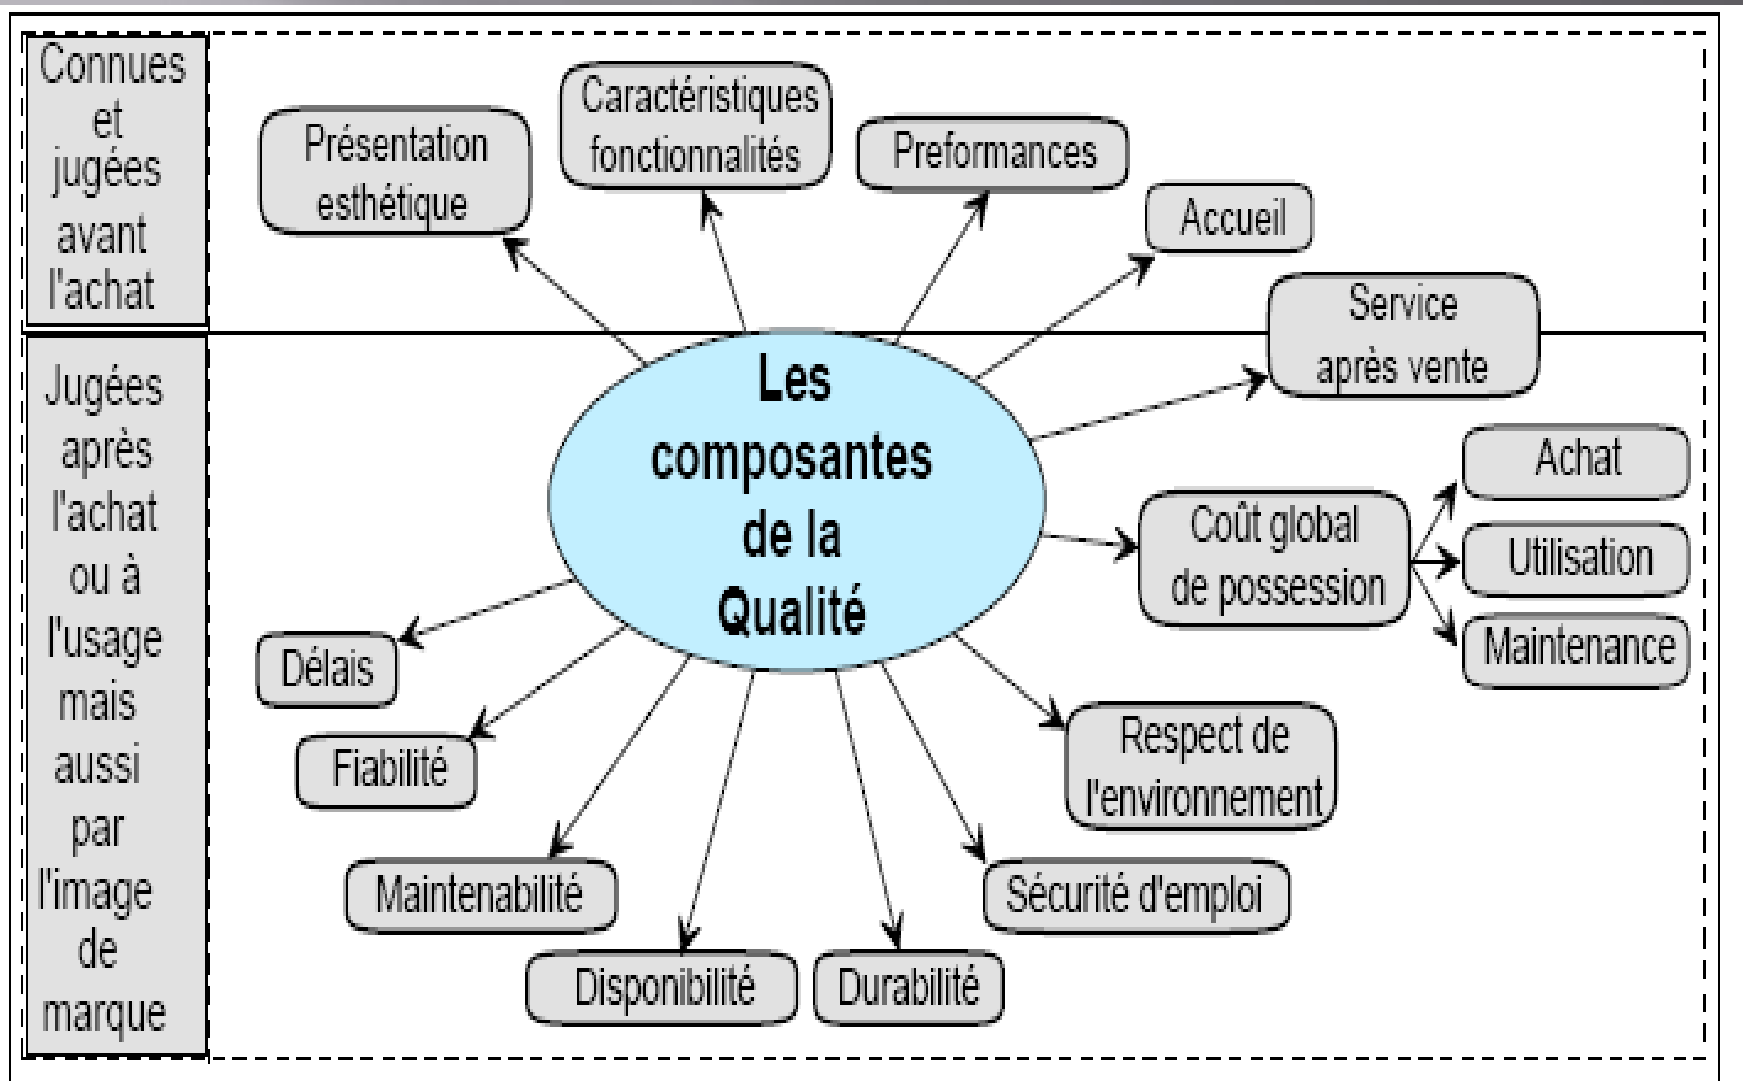 Connues
et
jugées
avant
l'achat
Présentation
esthétique
Caractéristiques
fonctionnalités
Preformances
Accueil
Service
après vente
Les
composantes
de la
Qualité
Jugées
après
l'achat
ou à
l'usage
mais
aussi
par
l'image
de
marque
Coût global
de possession
Achat
Utilisation
Maintenance
Délais
Fiabilité
Maintenabilité
Disponibilité
Durabilité
Sécurité d'emploi
Respect de
l'environnement